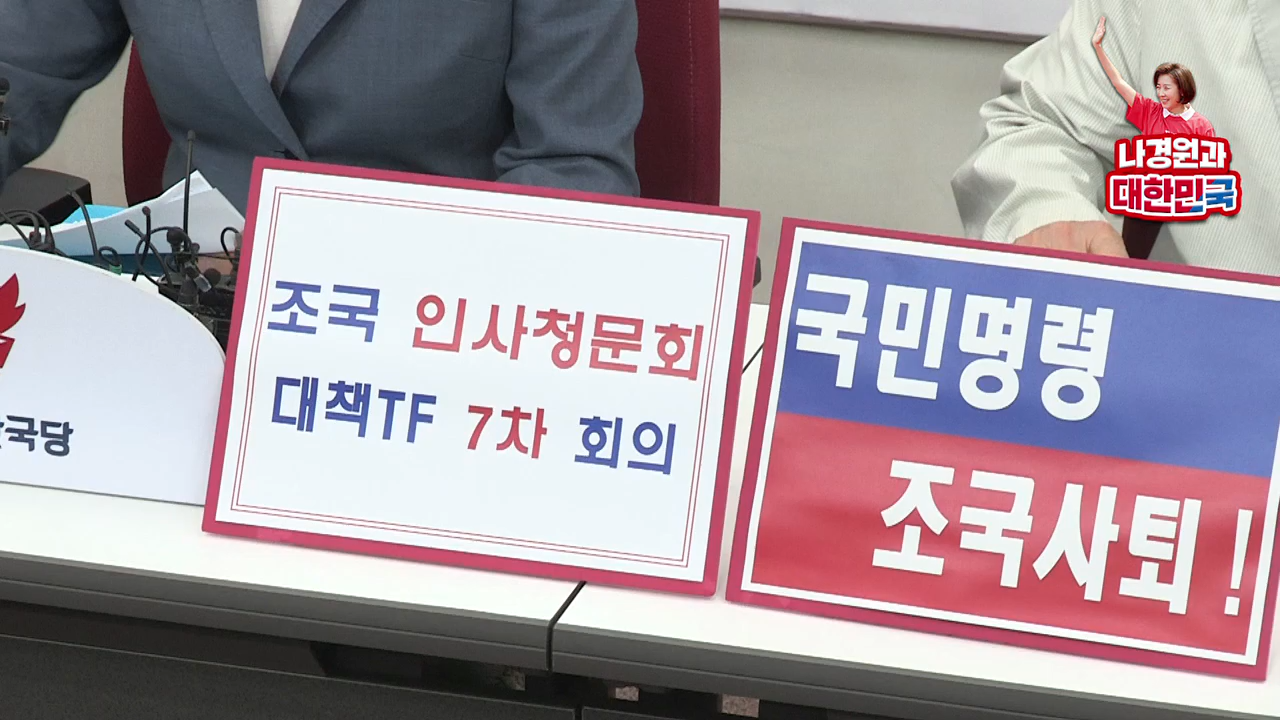 나경원과
대한민국
조국 인사청문회
대책TF 7차 회의
국민명령
조국사퇴!
국당